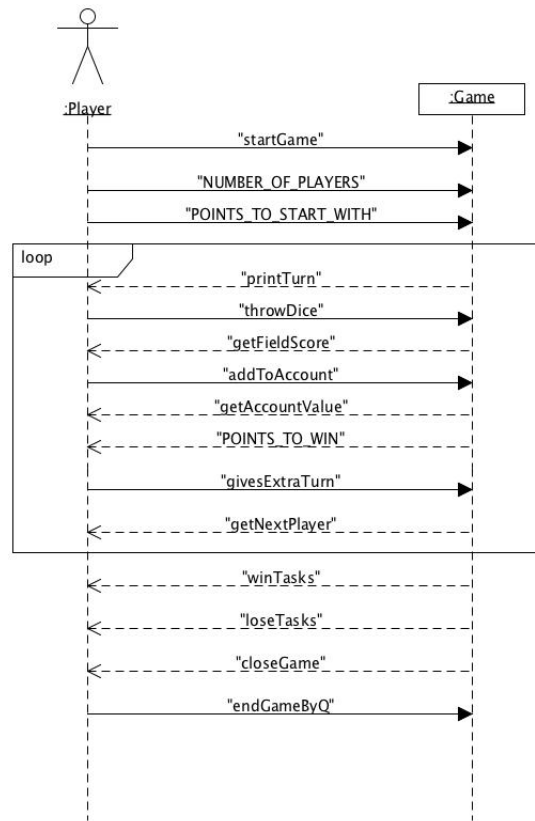 :Player
:Game
"startGame"
"NUMBER_OF_PLAYERS"
"POINTS_TO_START_WITH"
loop
"printTurn"
"throwDice"
"getFieldScore"
"addToAccount"
"getAccountValue"
"POINTS_TO_WIN"
"givesExtraTurn"
"getNextPlayer"
"winTasks"
"loseTasks"
"closeGame"
"endGameByQ"